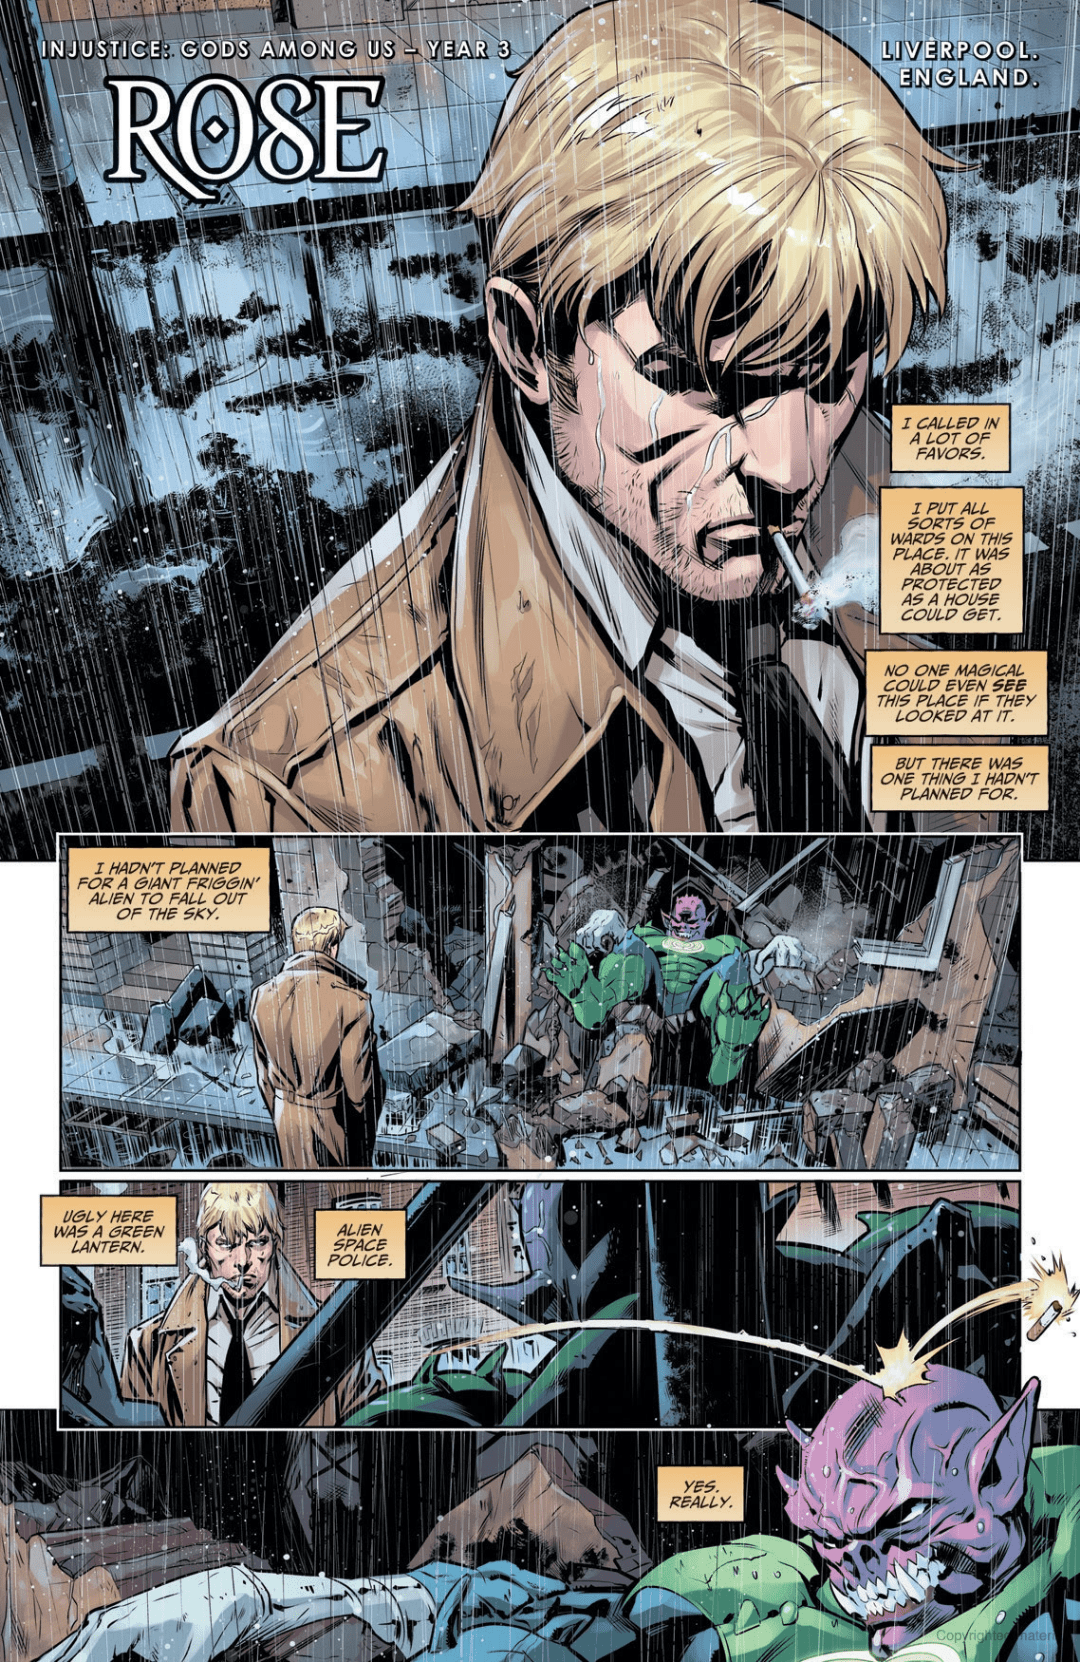 INJUSTICE: GODS AMONG US – YEAR 3
ROSE
LIVERPOOL.
ENGLAND.
I CALLED IN
A LOT OF
FAVORS.
I PUT ALL
SORTS OF
WARDS ON THIS
PLACE. IT WAS
ABOUT AS
PROTECTED
AS A HOUSE
COULD GET.
NO ONE MAGICAL
COULD EVEN SEE
THIS PLACE IF THEY
LOOKED AT IT.
BUT THERE WAS
ONE THING I HADN'T
PLANNED FOR.
I HADN'T PLANNED
FOR A GIANT FRIGGIN'
ALIEN TO FALL OUT
OF THE SKY.
UGLY HERE
WAS A GREEN
LANTERN.
ALIEN
SPACE
POLICE.
YES.
REALLY.
Copyrighted material